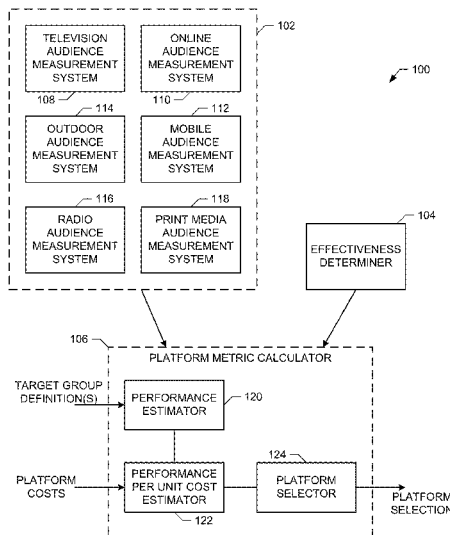 102
TELEVISION
AUDIENCE
MEASUREMENT
SYSTEM
108
ONLINE
AUDIENCE
MEASUREMENT
SYSTEM
110
100
114
OUTDOOR
AUDIENCE
MEASUREMENT
SYSTEM
112
MOBILE
AUDIENCE
MEASUREMENT
SYSTEM
116
RADIO
AUDIENCE
MEASUREMENT
SYSTEM
118
PRINT MEDIA
AUDIENCE
MEASUREMENT
SYSTEM
104
EFFECTIVENESS
DETERMINER
106
PLATFORM METRIC CALCULATOR
TARGET GROUP
DEFINITION(S)
PERFORMANCE
ESTIMATOR
120
PLATFORM
COSTS
PERFORMANCE
PER UNIT COST
ESTIMATOR
122
124
PLATFORM
SELECTOR
PLATFORM
SELECTION